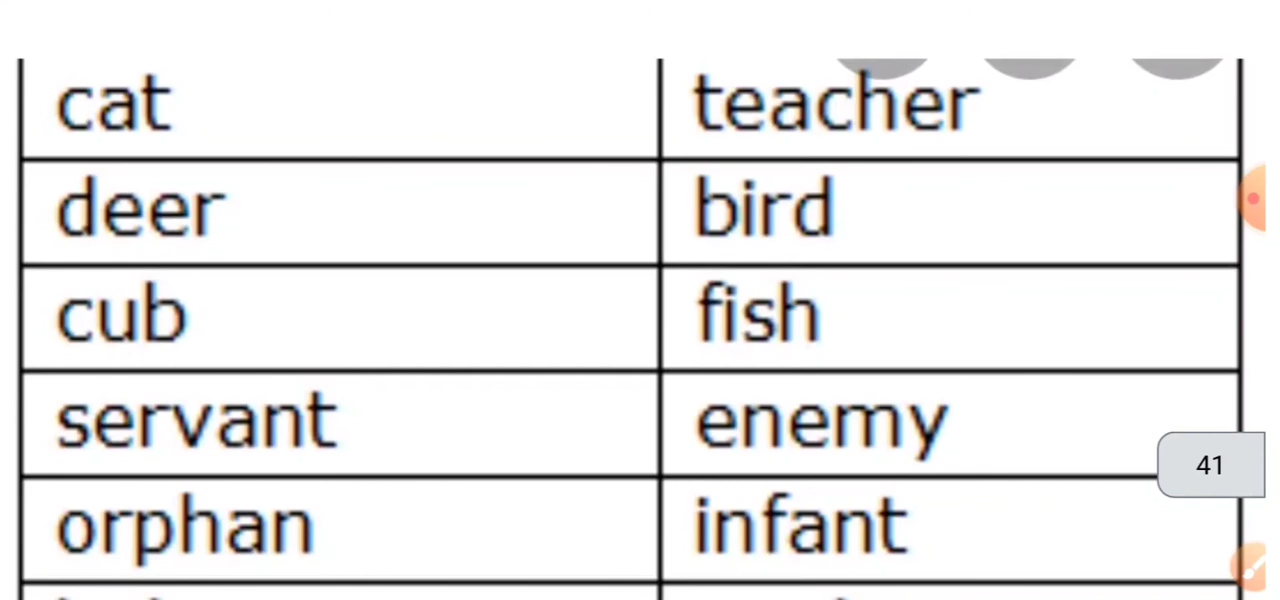 cat teacher
deer bird
cub fish
servant enemy
41
orphan infant